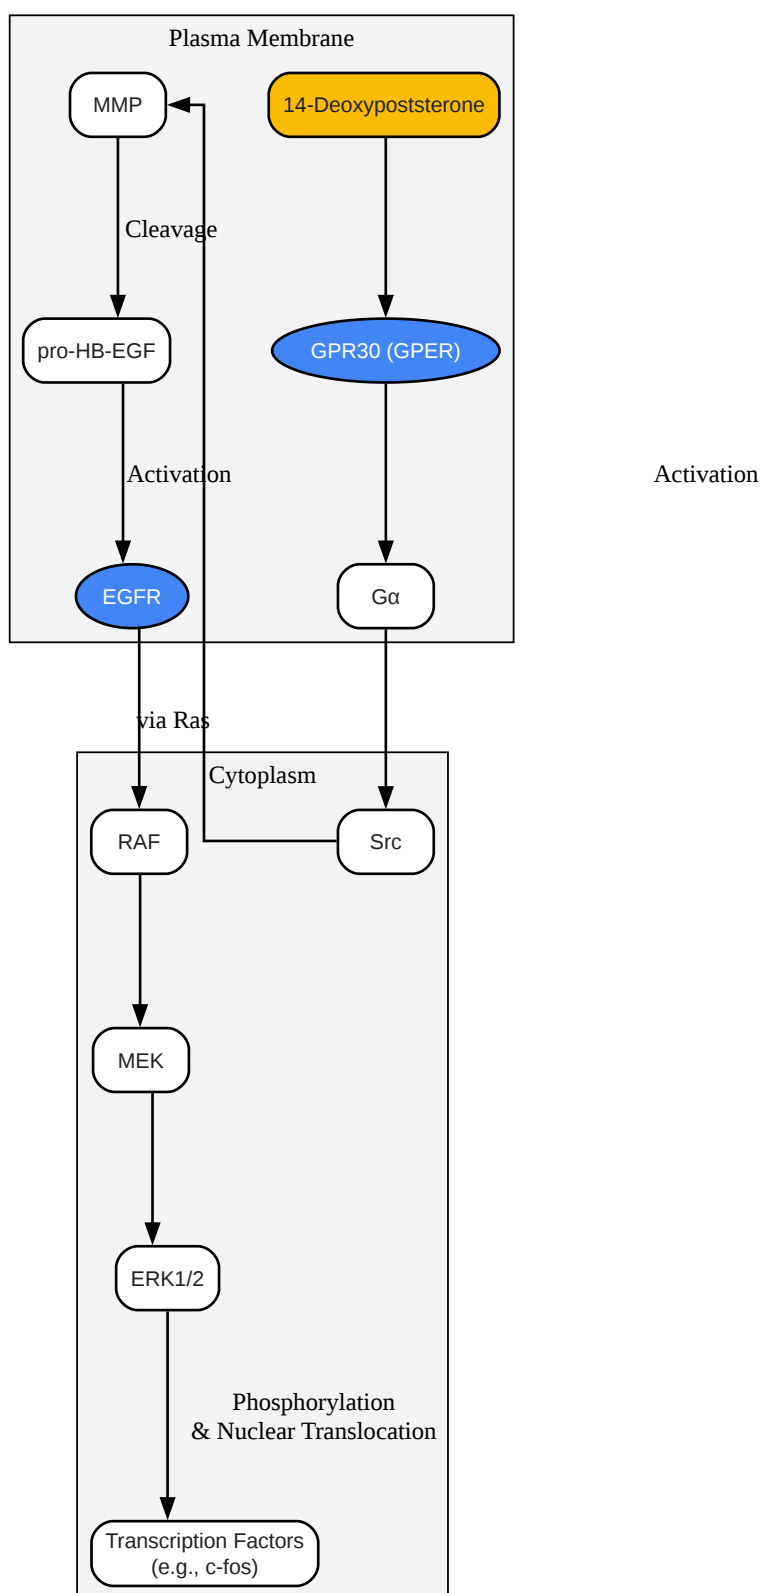 Plasma Membrane
MMP
14-Deoxypoststerone
Cleavage
pro-HB-EGF
GPR30 (GPER)
Activation
Activation
EGFR
Gα
via Ras
Cytoplasm
RAF
Src
MEK
ERK1/2
Phosphorylation
& Nuclear Translocation
Transcription Factors
(e.g., c-fos)